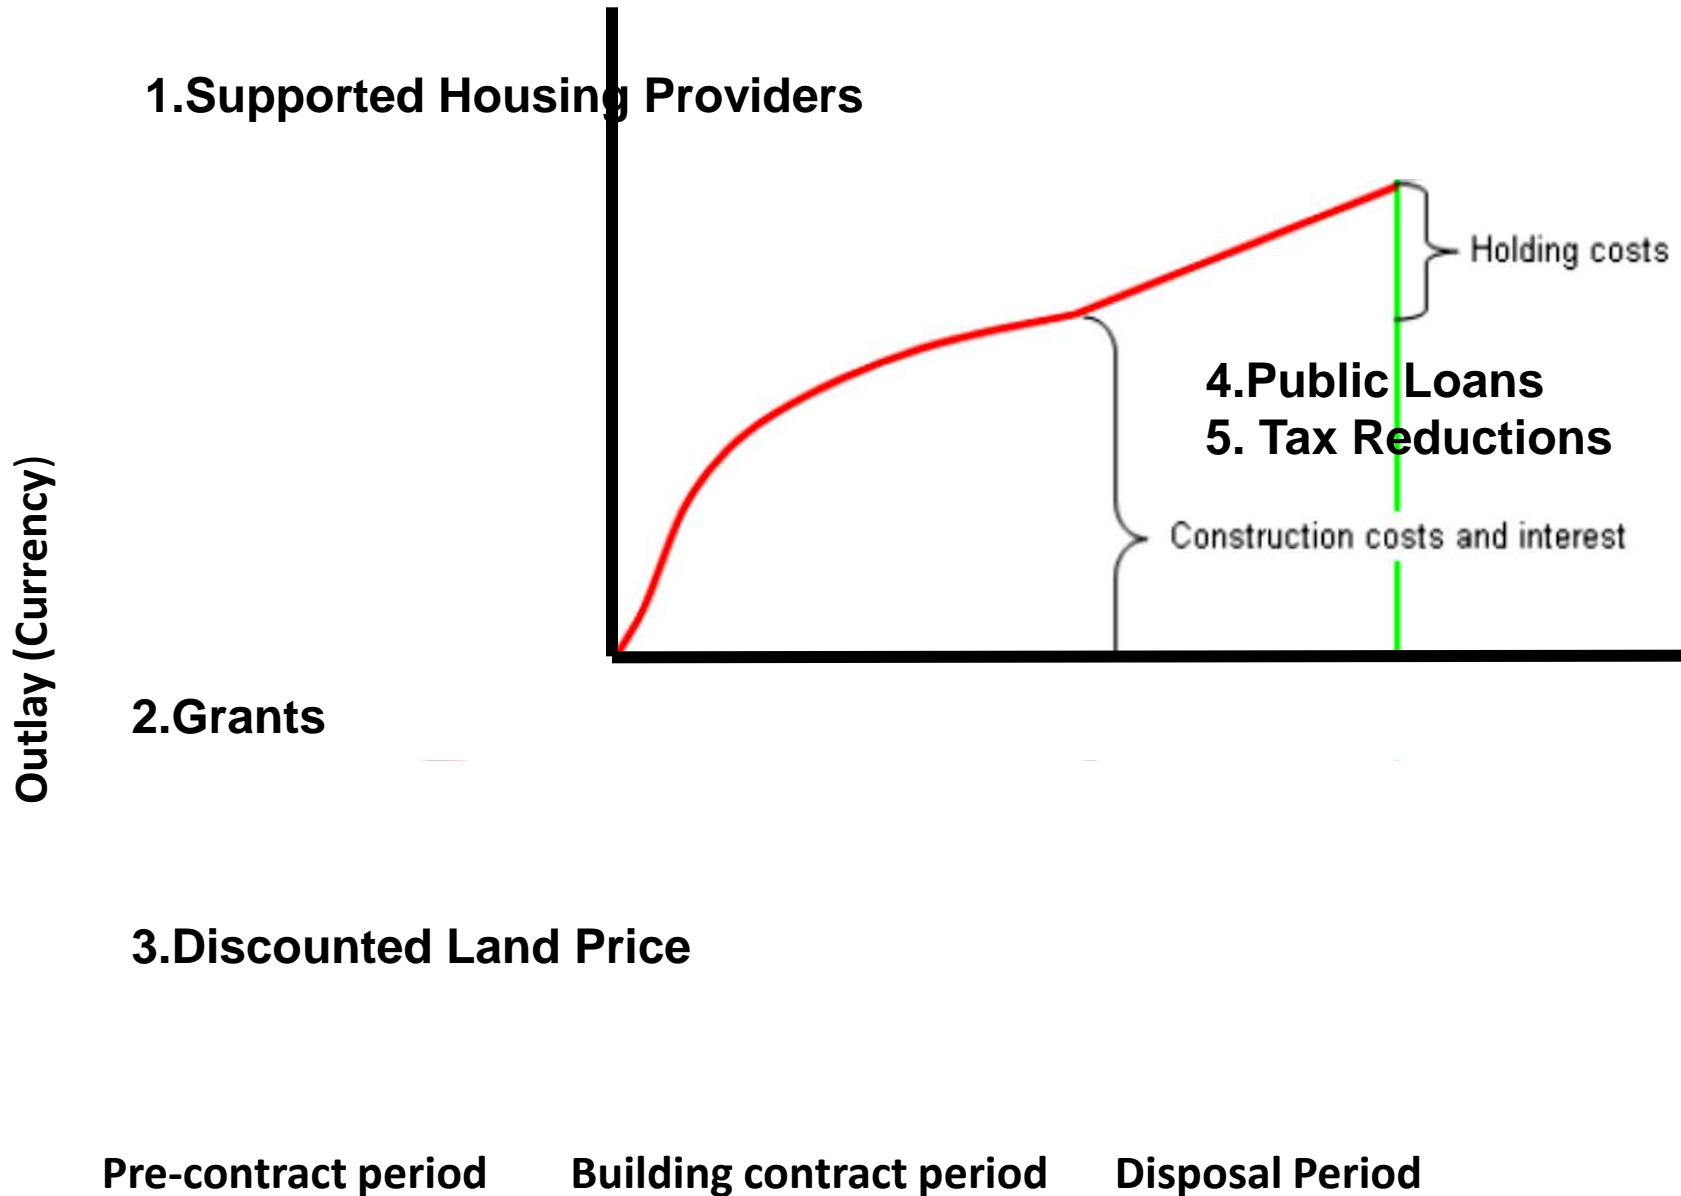 1.Supported Housing Providers
Holding costs
4.Public Loans
5. Tax Reductions
Construction costs and interest
Outlay (Currency)
2.Grants
3.Discounted Land Price
Pre-contract period
Building contract period
Disposal Period